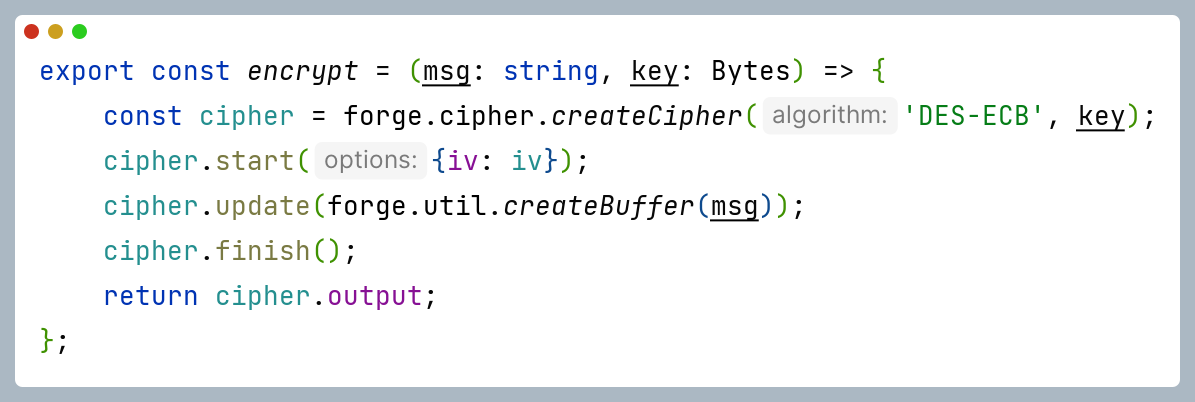 export const encrypt = (msg: string, key: Bytes) => {
    const cipher = forge.cipher.createCipher( algorithm: 'DES-ECB', key);
    cipher.start( options: {iv: iv});
    cipher.update(forge.util.createBuffer(msg));
    cipher.finish();
    return cipher.output;
};